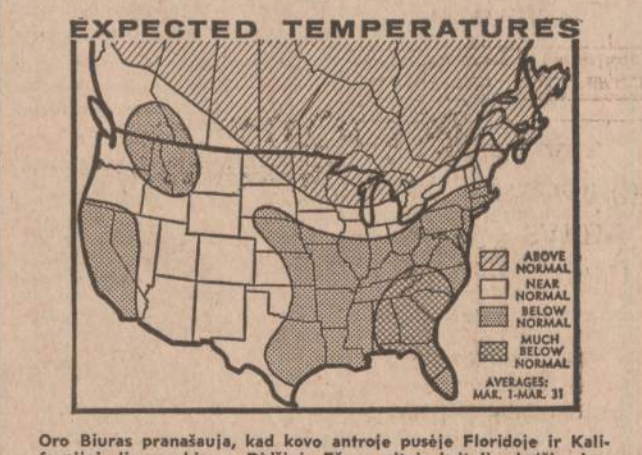 EXPECTED TEMPERATURES
ABOVE
NORMAL
NEAR
NORMAL
BELOW
NORMAL
MUCH
BELOW
NORMAL
AVERAGES:
MAR. 1-MAR. 31
Oro Biuras pranašauja, kad kovo antroje pusėje Floridoje ir Kali-